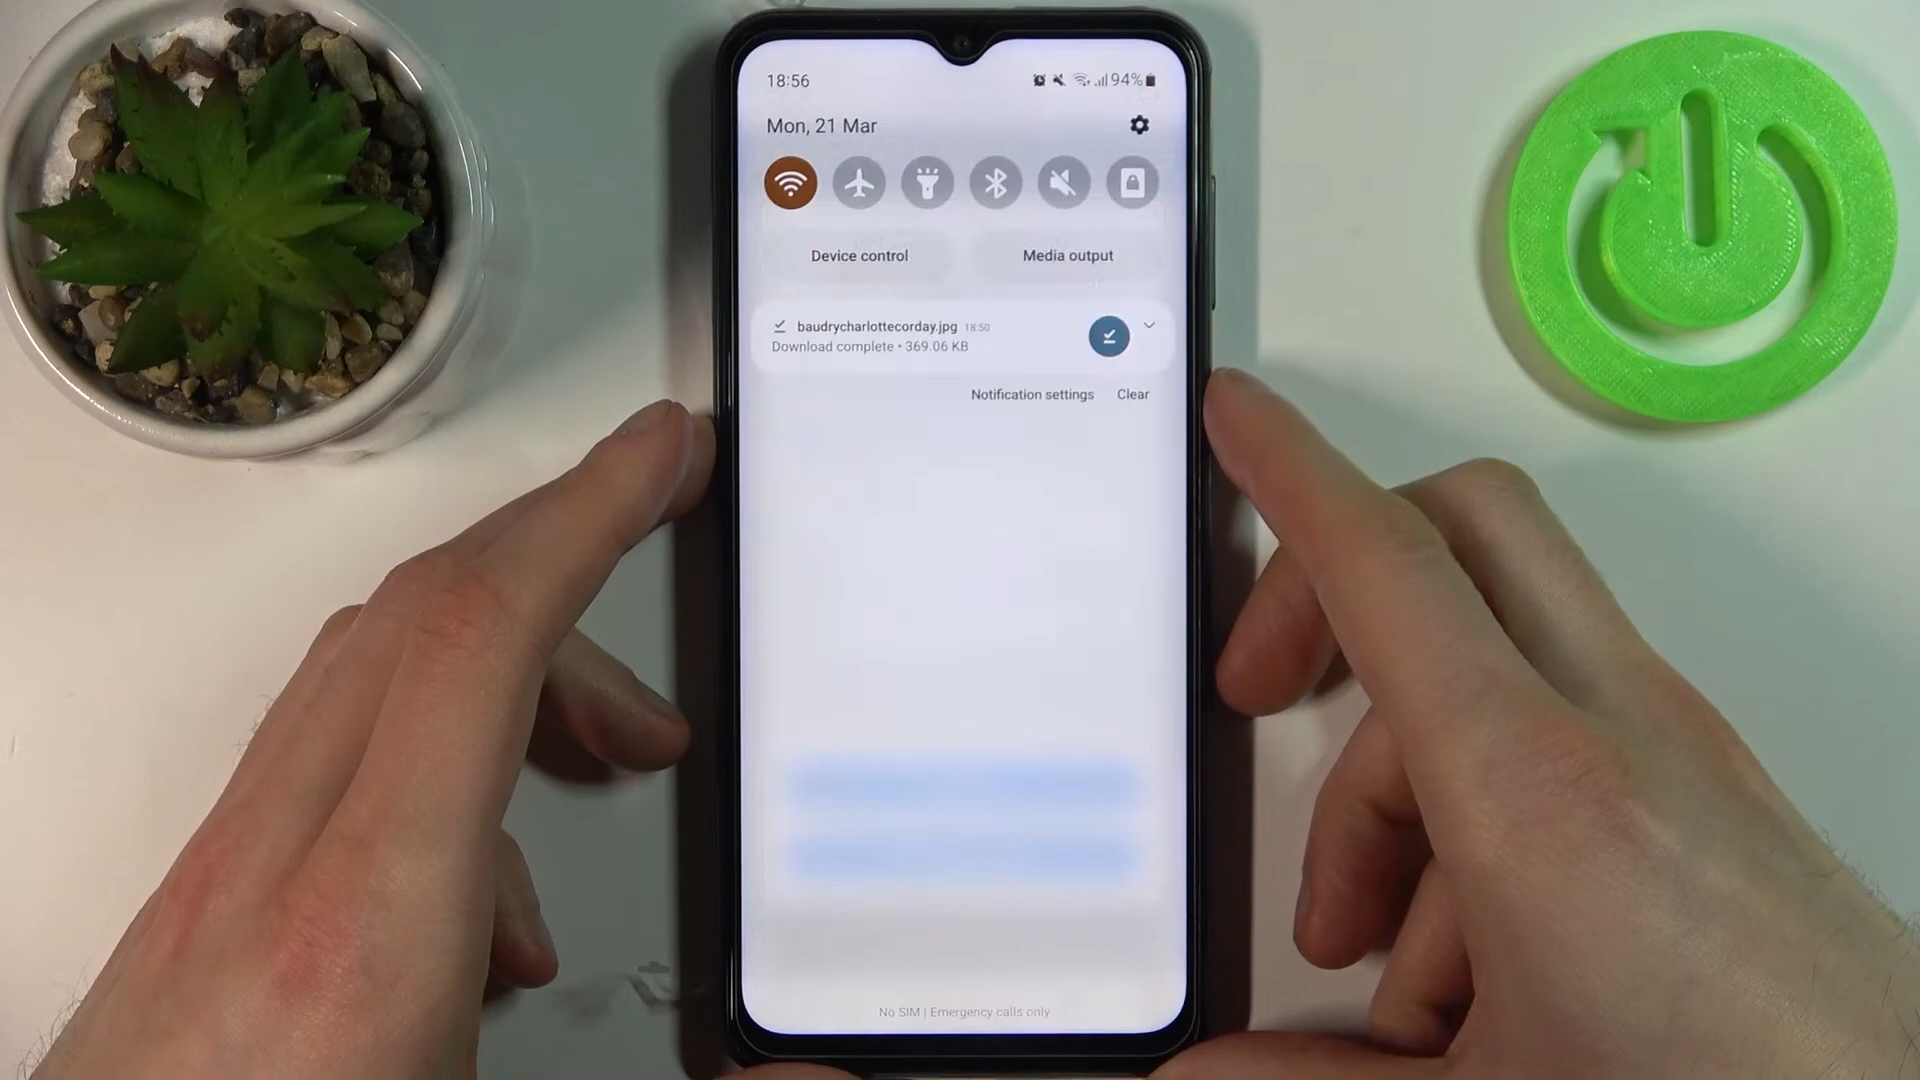 18:56 94%
Mon, 21 Mar
Device control Media output
baudrycharlottecorday.jpg 18:50
Download complete • 369.06 KB
Notification settings Clear
No SIM | Emergency calls only